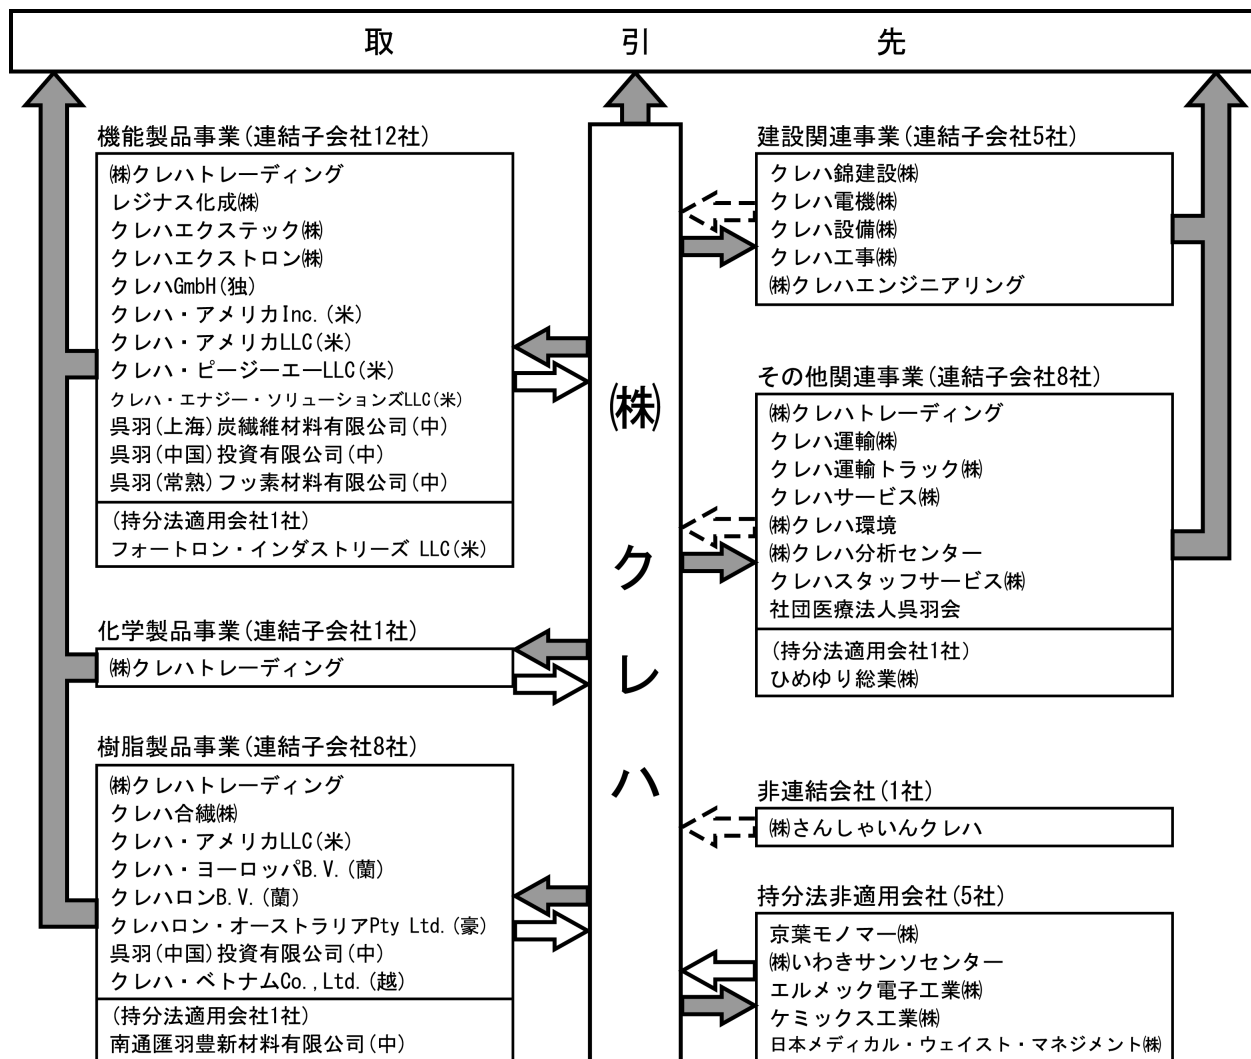 取引先
機能製品事業(連結子会社12社)
㈱クレハトレーディング
レジナス化成㈱
クレハエクステック㈱
クレハエクストロン㈱
クレハGmbH(独)
クレハ・アメリカInc.(米)
クレハ・アメリカLLC(米)
クレハ・ピージーエーLLC(米)
クレハ・エナジー・ソリューションズLLC(米)
呉羽(上海)炭繊維材料有限公司(中)
呉羽(中国)投資有限公司(中)
呉羽(常熟)フッ素材料有限公司(中)
(持分法適用会社1社)
フォートロン・インダストリーズ LLC(米)
化学製品事業(連結子会社1社)
㈱クレハトレーディング
樹脂製品事業(連結子会社8社)
㈱クレハトレーディング
クレハ合繊㈱
クレハ・アメリカLLC(米)
クレハ・ヨーロッパB.V.(蘭)
クレハロンB.V.(蘭)
クレハロン・オーストラリアPty Ltd.(豪)
呉羽(中国)投資有限公司(中)
クレハ・ベトナムCo.,Ltd.(越)
(持分法適用会社1社)
南通匯羽豊新材料有限公司(中)
㈱クレハ
建設関連事業(連結子会社5社)
クレハ錦建設㈱
クレハ電機㈱
クレハ設備㈱
クレハ工事㈱
㈱クレハエンジニアリング
その他関連事業(連結子会社8社)
㈱クレハトレーディング
クレハ運輸㈱
クレハ運輸トラック㈱
クレハサービス㈱
㈱クレハ環境
㈱クレハ分析センター
クレハスタッフサービス㈱
社団医療法人呉羽会
(持分法適用会社1社)
ひめゆり総業㈱
非連結会社(1社)
㈱さんしゃいんクレハ
持分法非適用会社(5社)
京葉モノマー㈱
㈱いわきサンソセンター
エルメック電子工業㈱
ケミックス工業㈱
日本メディカル・ウェイスト・マネジメント㈱